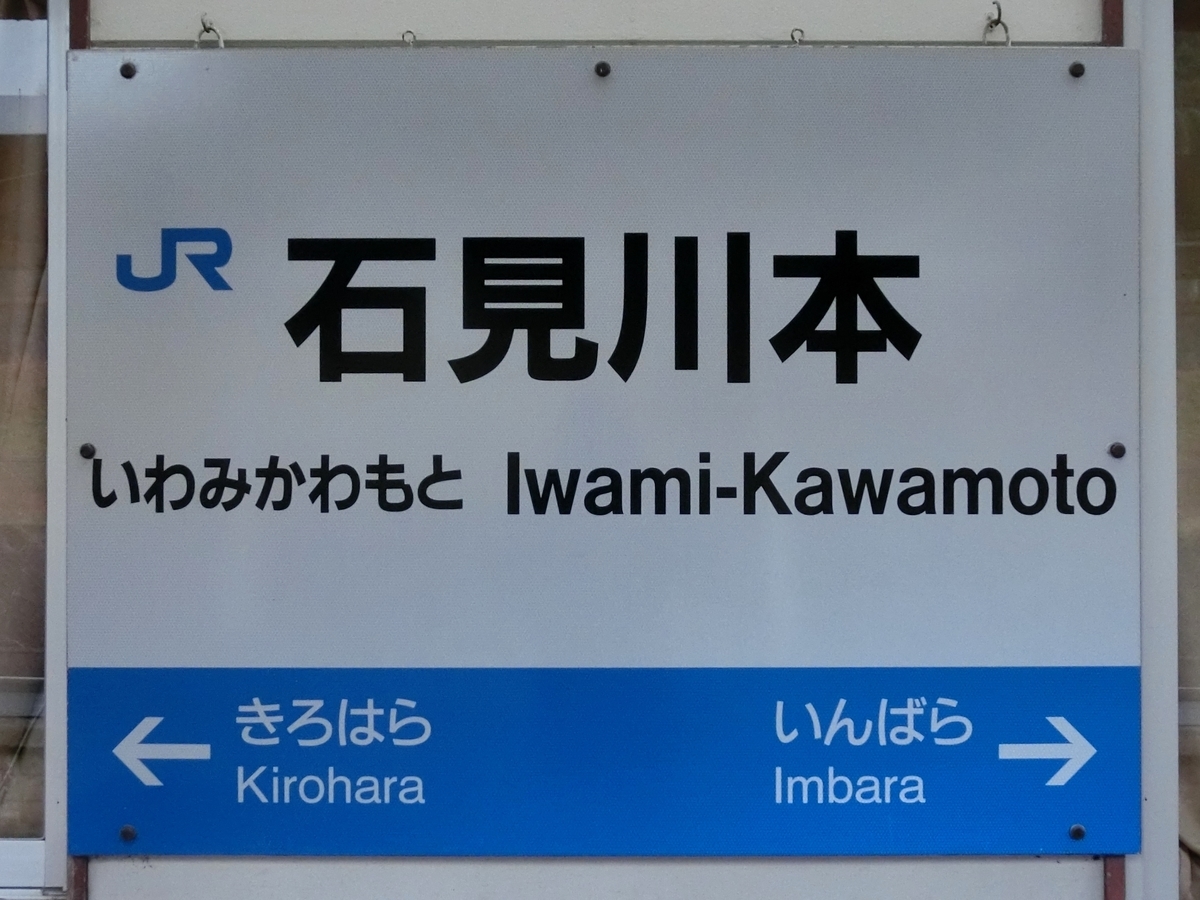 JR 石見川本
いわみかわもと Iwami-Kawamoto
← きろはら いんばら →
Kirohara Imbara